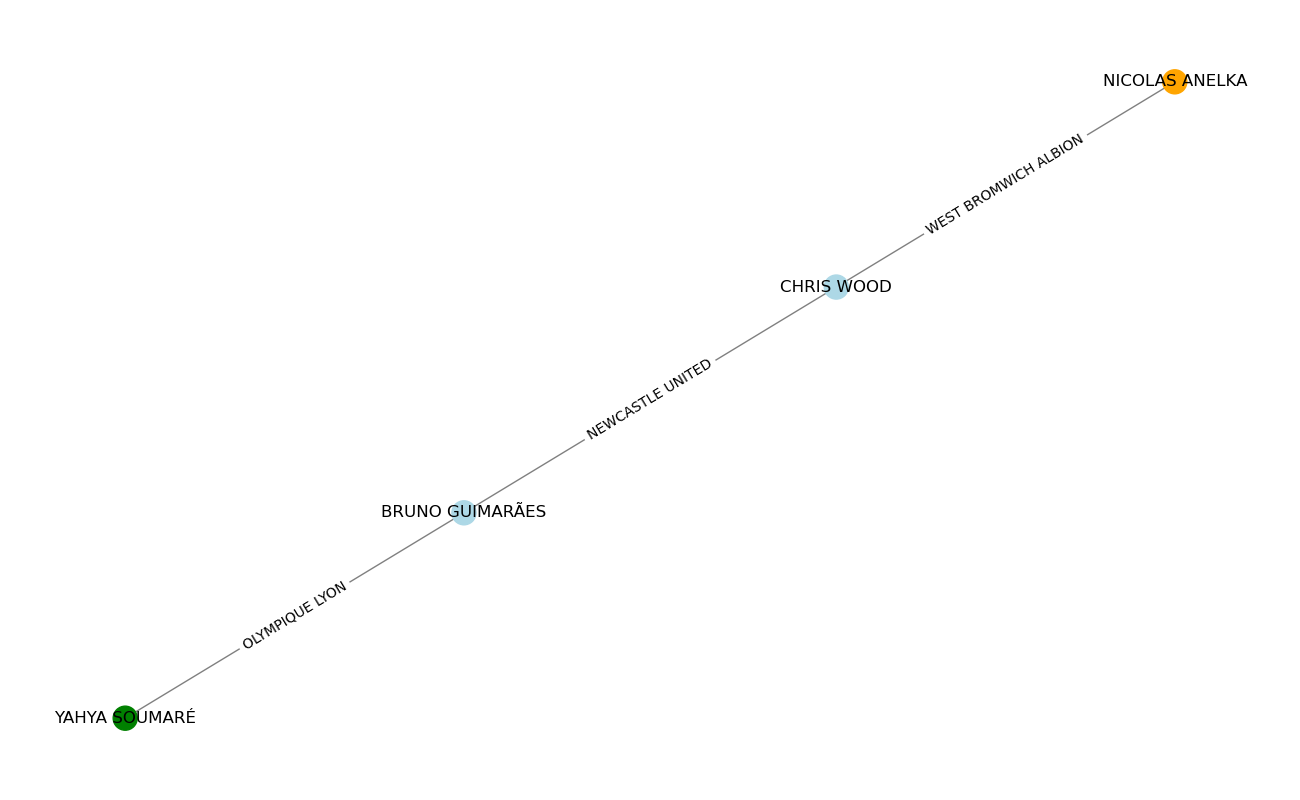 NICOLAS ANELKA
WEST BROMWICH ALBION
CHRIS WOOD
NEWCASTLE UNITED
BRUNO GUIMARÃES
OLYMPIQUE LYON
YAHYA SOUMARÉ